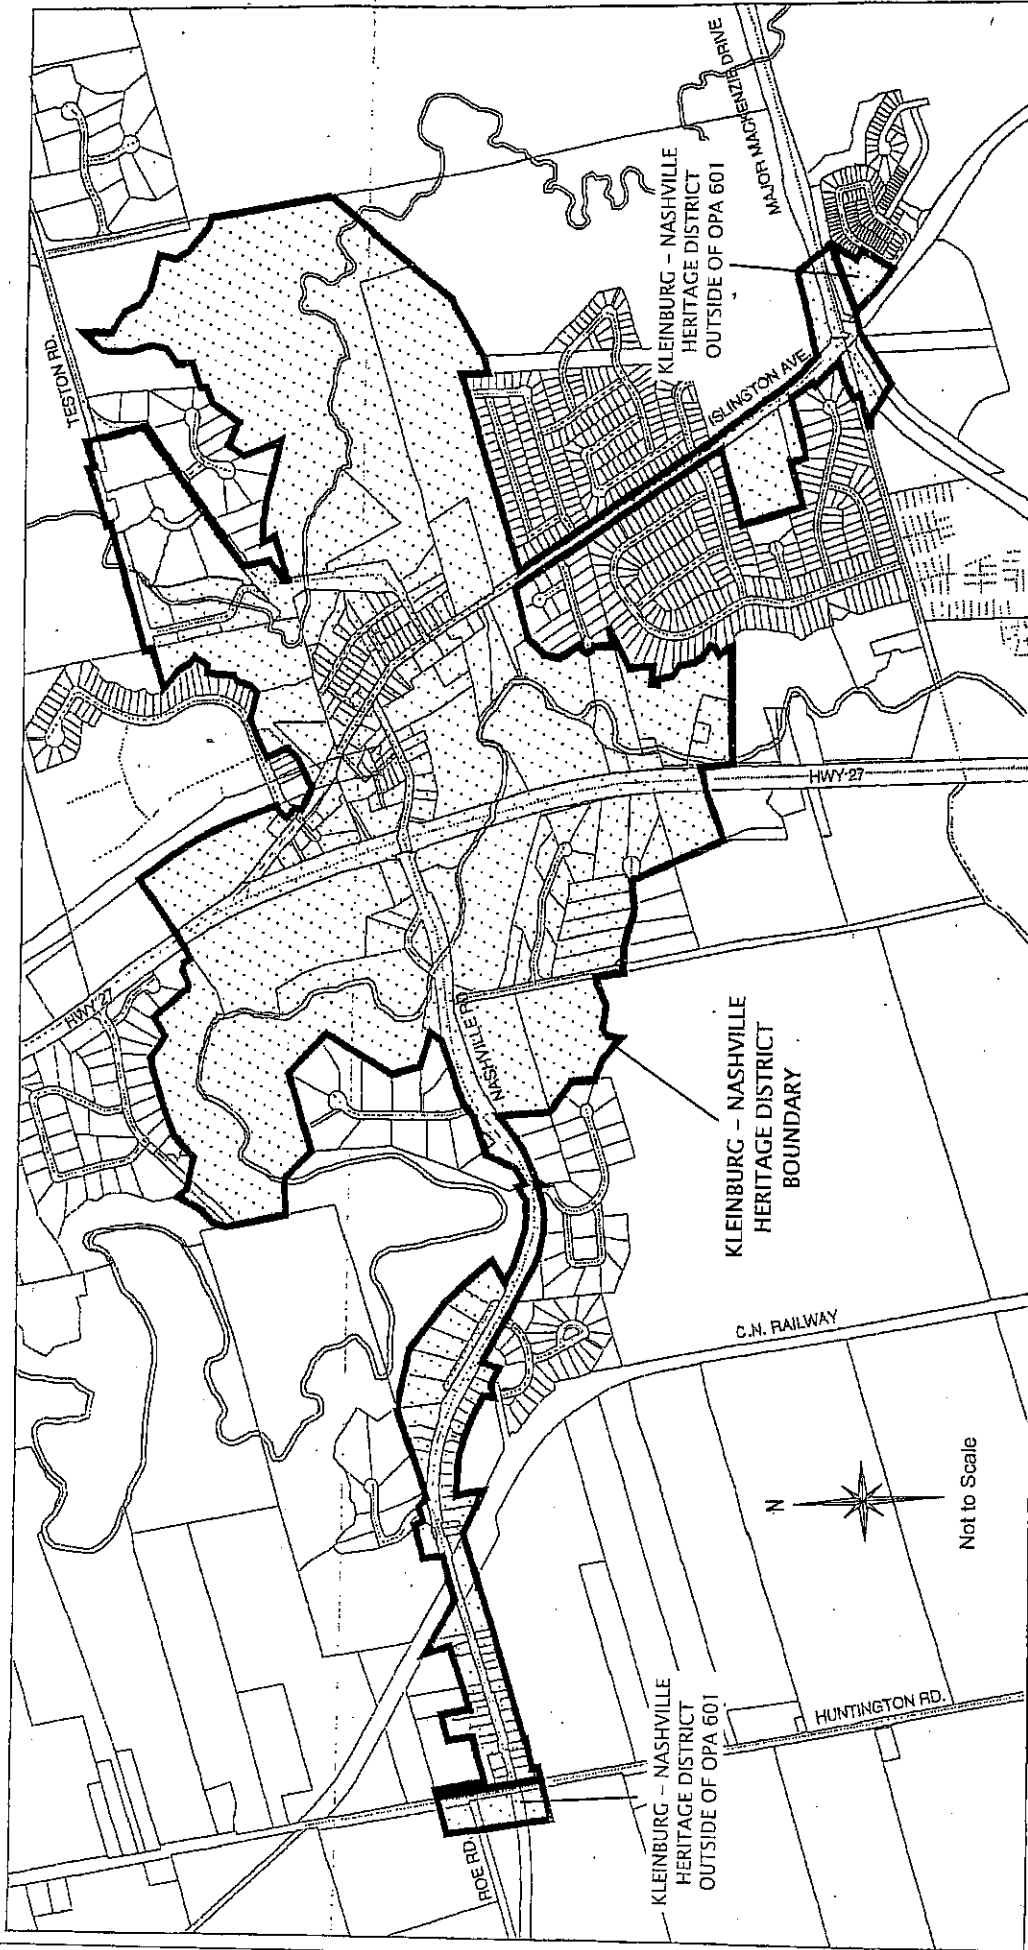 TESTON RD.
MAJOR MACKENZIE DRIVE
KLEINBURG – NASHVILLE
HERITAGE DISTRICT
OUTSIDE OF OPA 601
ISLINGTON AVE.
HWY 27
HWY 27
NASHVILLE RD.
KLEINBURG – NASHVILLE
HERITAGE DISTRICT
BOUNDARY
C.N. RAILWAY
N
Not to Scale
HUNTINGTON RD.
KLEINBURG – NASHVILLE
HERITAGE DISTRICT
OUTSIDE OF OPA 601
ROE RD.